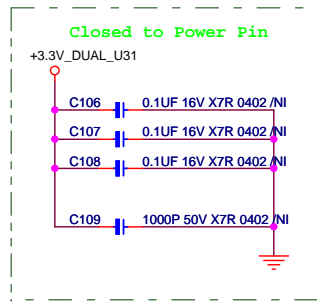 Closed to Power Pin
+3.3V_DUAL_U31
C106 0.1UF 16V X7R 0402 /NI
C107 0.1UF 16V X7R 0402 /NI
C108 0.1UF 16V X7R 0402 /NI
C109 1000P 50V X7R 0402 /NI